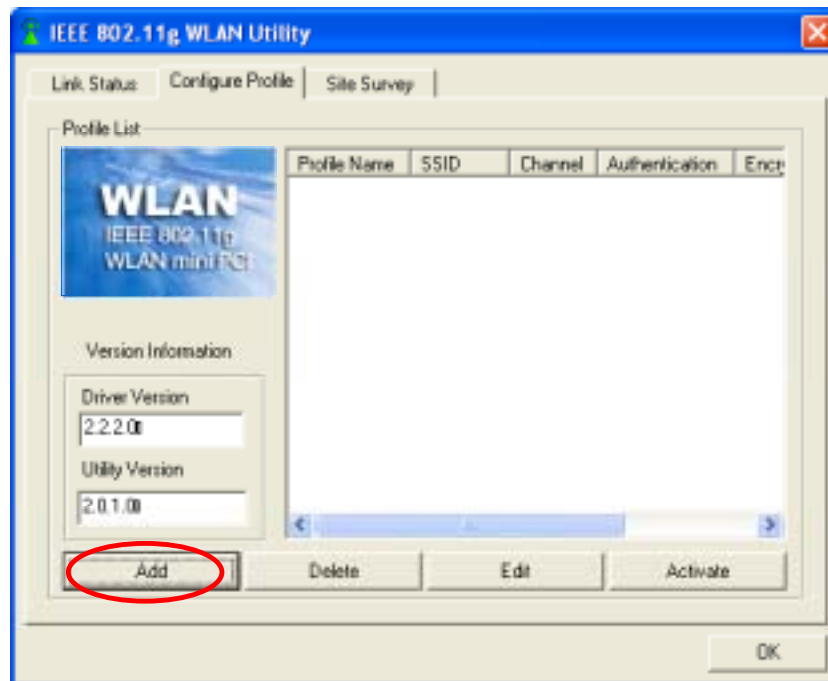 IEEE 802.11g WLAN Utility
Link Status Configure Profile Site Survey
Profile List
WLAN
IEEE 802.11g
WLAN mini PCI
Profile Name SSID Channel Authentication Encry
Version Information
Driver Version
2.2.2.0
Utility Version
2.0.1.0
Add Delete Edit Activate
OK